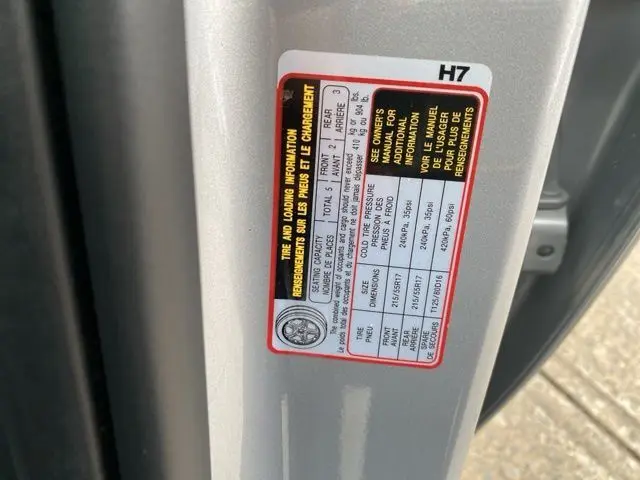 H7
TIRE AND LOADING INFORMATION
RENSEIGNEMENTS SUR LES PNEUS ET LE CHARGEMENT
SEATING CAPACITY
NOMBRE DE PLACES
TOTAL 5
FRONT
AVANT 2
REAR
ARRIÈRE 3
The combined weight of occupants and cargo should never exceed 410 kg or 904 lb.
Le poids total des occupants et du chargement ne doit jamais dépasser 410 kg ou 904 lb.
TIRE
PNEU
SIZE
DIMENSIONS
COLD TIRE PRESSURE
PRESSION DES
PNEUS A FROID
FRONT
AVANT
215/55R17
240kPa, 35psi
REAR
ARRIÈRE
215/55R17
240kPa, 35psi
SPARE
DE SECOURS
T125/80D16
420kPa, 60psi
SEE OWNER'S
MANUAL FOR
ADDITIONAL
INFORMATION
VOIR LE MANUEL
DE L'USAGER
POUR PLUS DE
RENSEIGNEMENTS